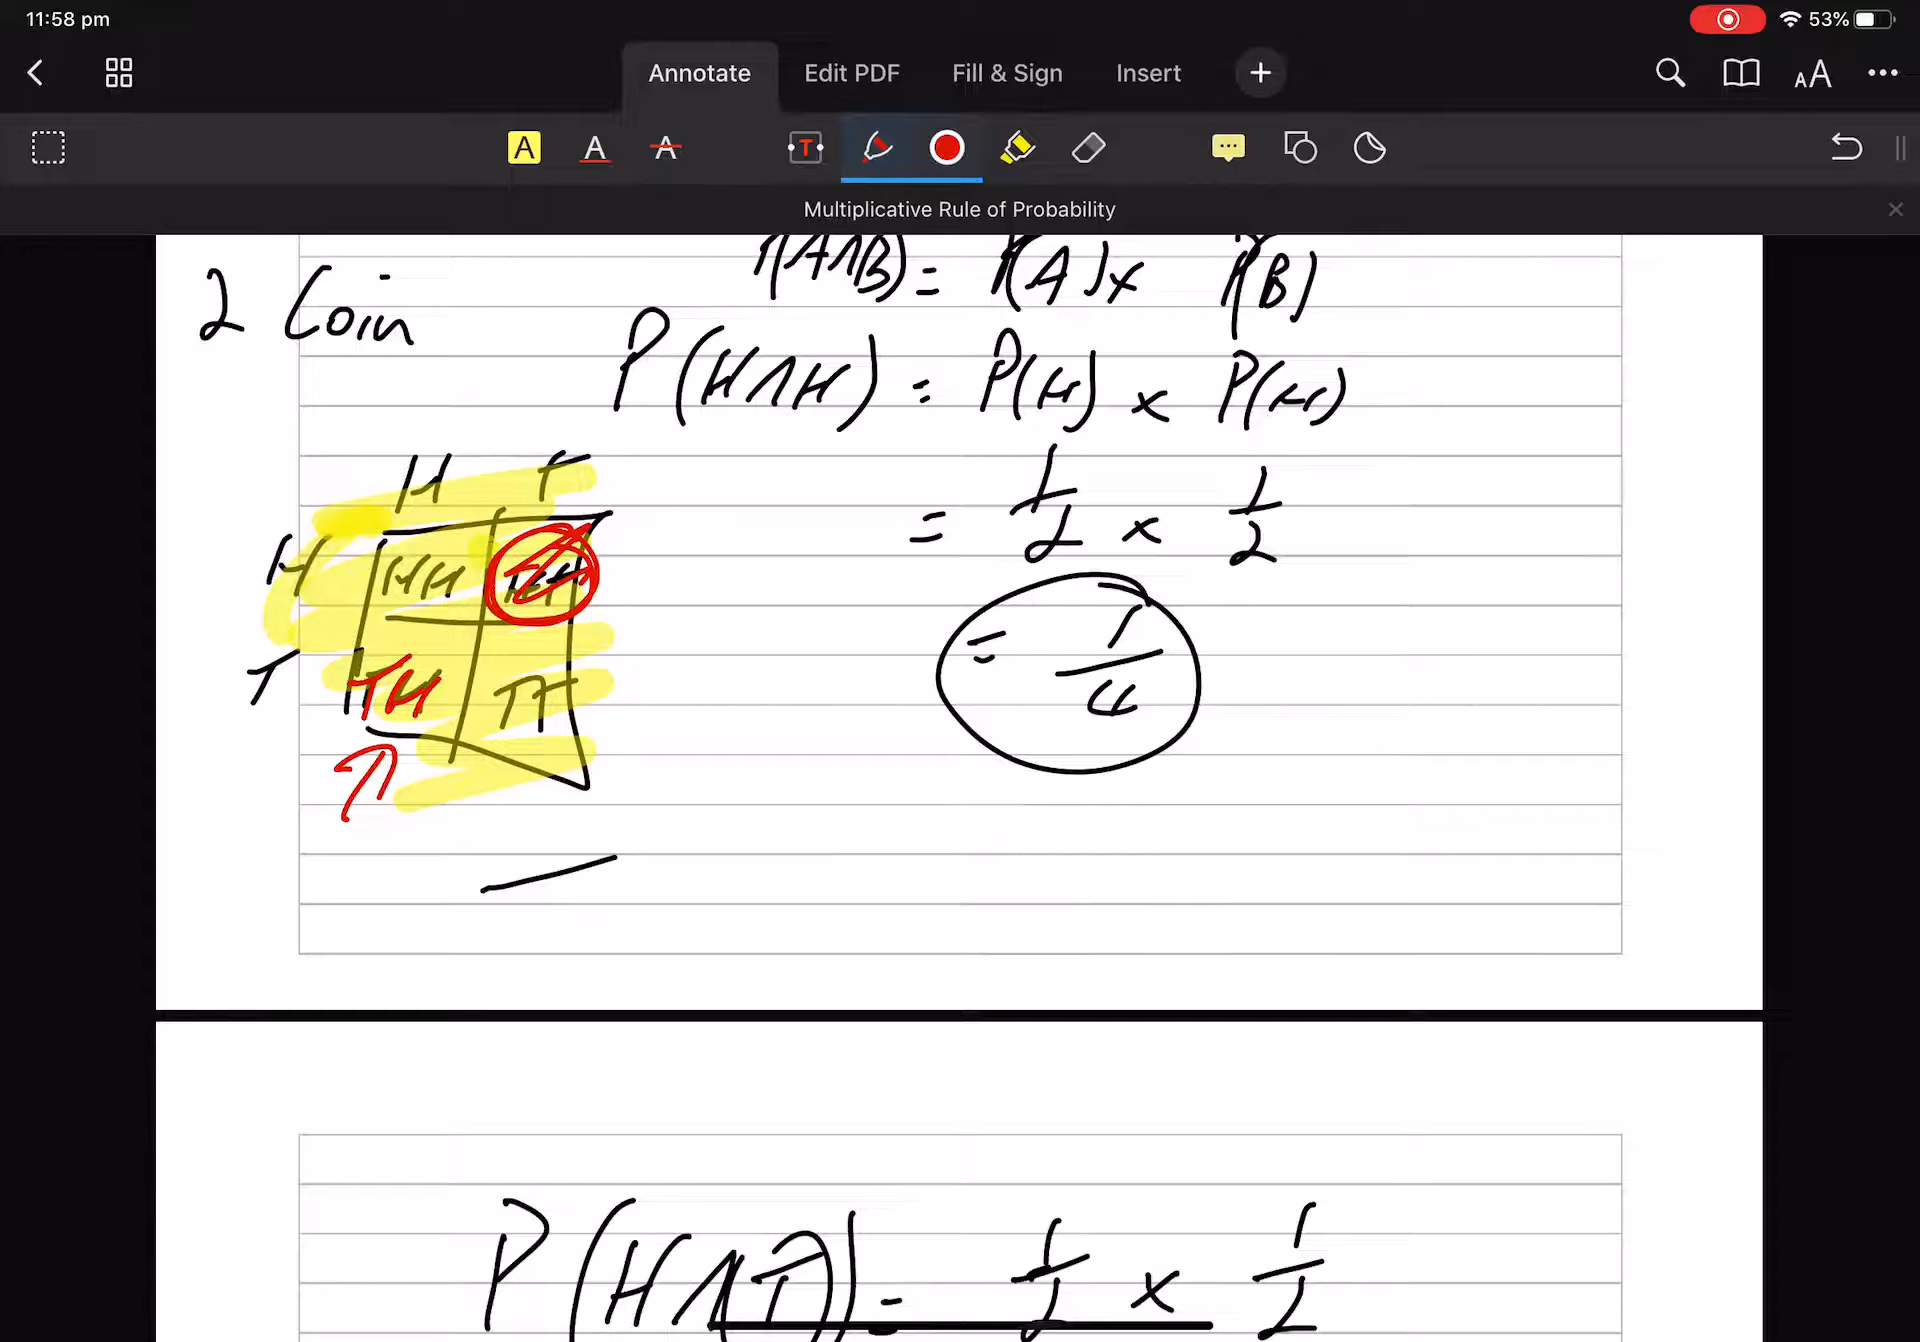 11:58 pm 53%
Annotate Edit PDF Fill & Sign Insert +
A A A T AA
Multiplicative Rule of Probability
P(A∩B) = P(A) x P(B)
2 Coin
P(H∩H) = P(H) x P(H)
H T
= 1/2 x 1/2
H HH
= 1/4
T TH TT
P(H∩T) = 1/2 x 1/2